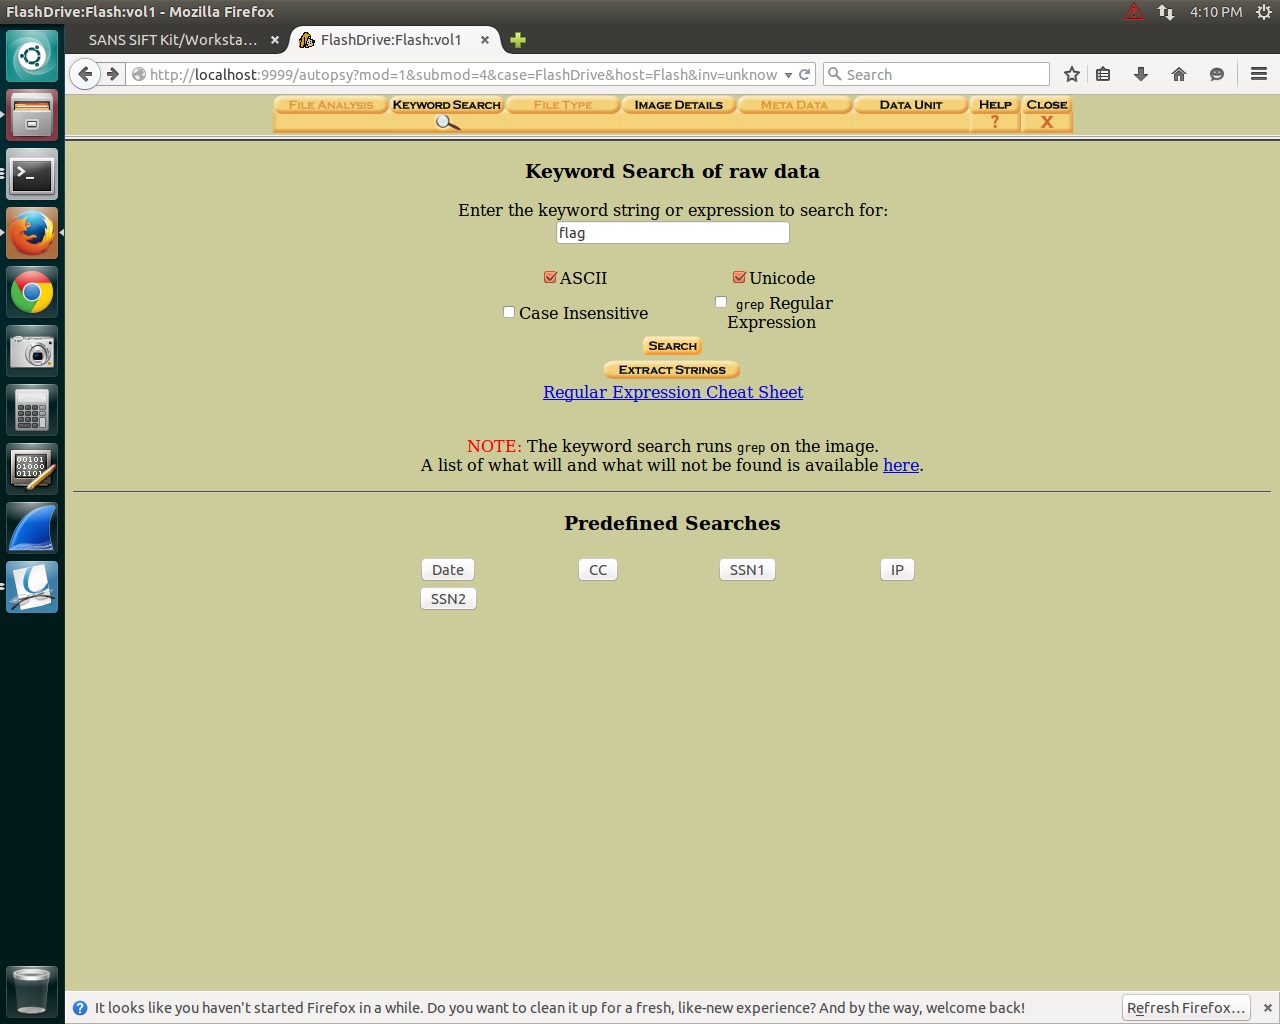 FlashDrive:Flash:vol1 - Mozilla Firefox
4:10 PM
SANS SIFT Kit/Worksta...
FlashDrive:Flash:vol1
http://localhost:9999/autopsy?mod=1&submod=4&case=FlashDrive&host=Flash&inv=unknow
Search
FILE ANALYSIS
KEYWORD SEARCH
FILE TYPE
IMAGE DETAILS
META DATA
DATA UNIT
HELP
CLOSE
?
X
Keyword Search of raw data
Enter the keyword string or expression to search for:
flag
ASCII
Unicode
Case Insensitive
grep Regular
Expression
SEARCH
EXTRACT STRINGS
Regular Expression Cheat Sheet
NOTE: The keyword search runs grep on the image.
A list of what will and what will not be found is available here.
Predefined Searches
Date
CC
SSN1
IP
SSN2
It looks like you haven't started Firefox in a while. Do you want to clean it up for a fresh, like-new experience? And by the way, welcome back!
Refresh Firefox...